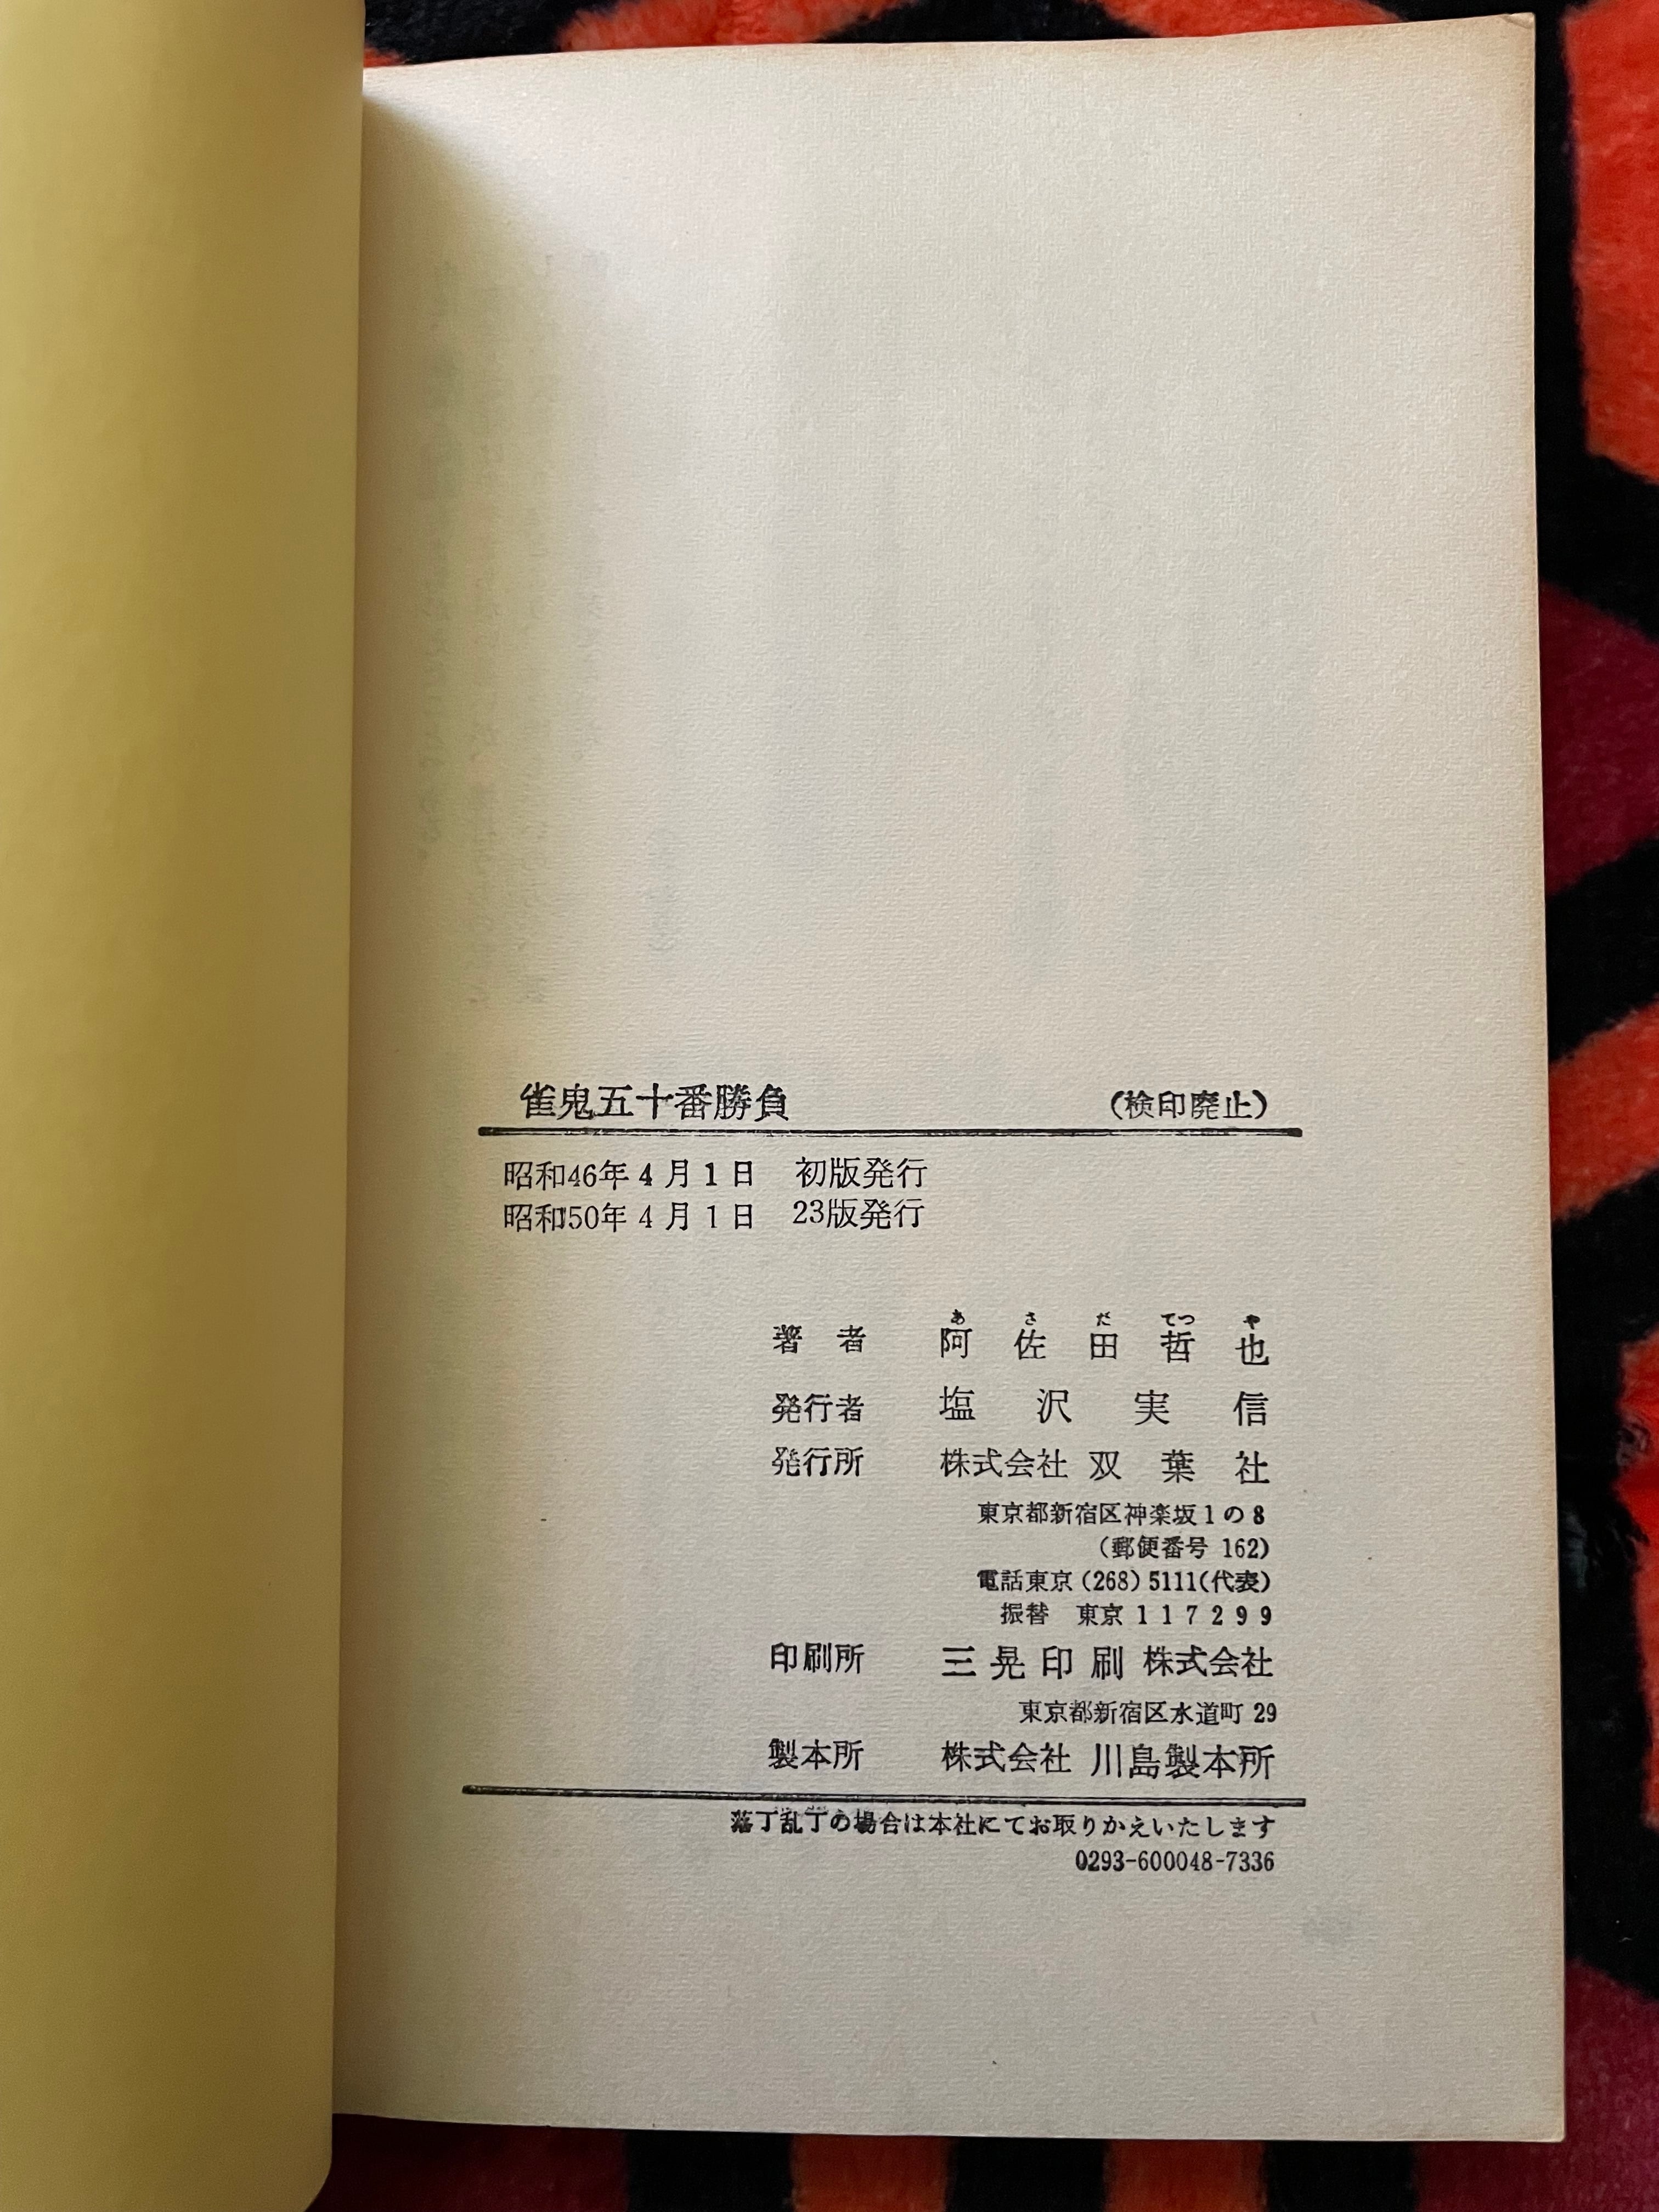 雀鬼五十番勝負 (検印廃止)
昭和46年4月1日 初版発行
昭和50年4月1日 23版発行
あ さ だ てつ や
著者 阿佐田哲也
発行者 塩沢実信
発行所 株式会社 双葉社
東京都新宿区神楽坂1の8
(郵便番号 162)
電話東京(268)5111(代表)
振替 東京117299
印刷所 三晃印刷株式会社
東京都新宿区水道町29
製本所 株式会社 川島製本所
落丁乱丁の場合は本社にてお取りかえいたします
0293-600048-7336